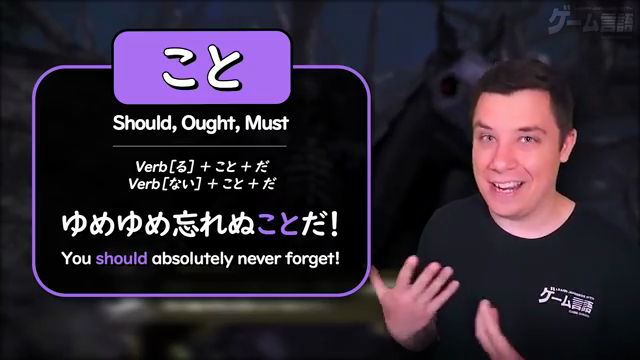 ゲーム言語
こと
Should, Ought, Must
Verb[る] + こと + だ
Verb[ない] + こと + だ
ゆめゆめ忘れぬことだ!
You should absolutely never forget!
ゲーム言語